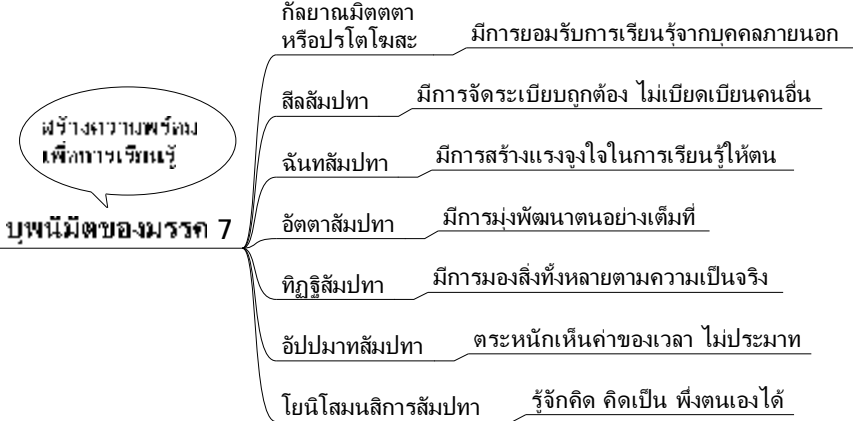 กัลยาณมิตตตา
หรือปรโตโฆสะ
มีการยอมรับการเรียนรู้จากบุคคลภายนอก
สีลสัมปทา
มีการจัดระเบียบถูกต้อง ไม่เบียดเบียนคนอื่น
สร้างความพร้อม
เพื่อการเรียนรู้
ฉันทสัมปทา
มีการสร้างแรงจูงใจในการเรียนรู้ให้ตน
บุพนิมิตของมรรค 7
อัตตาสัมปทา
มีการมุ่งพัฒนาตนอย่างเต็มที่
ทิฏฐิสัมปทา
มีการมองสิ่งทั้งหลายตามความเป็นจริง
อัปปมาทสัมปทา
ตระหนักเห็นค่าของเวลา ไม่ประมาท
โยนิโสมนสิการสัมปทา
รู้จักคิด คิดเป็น พึ่งตนเองได้